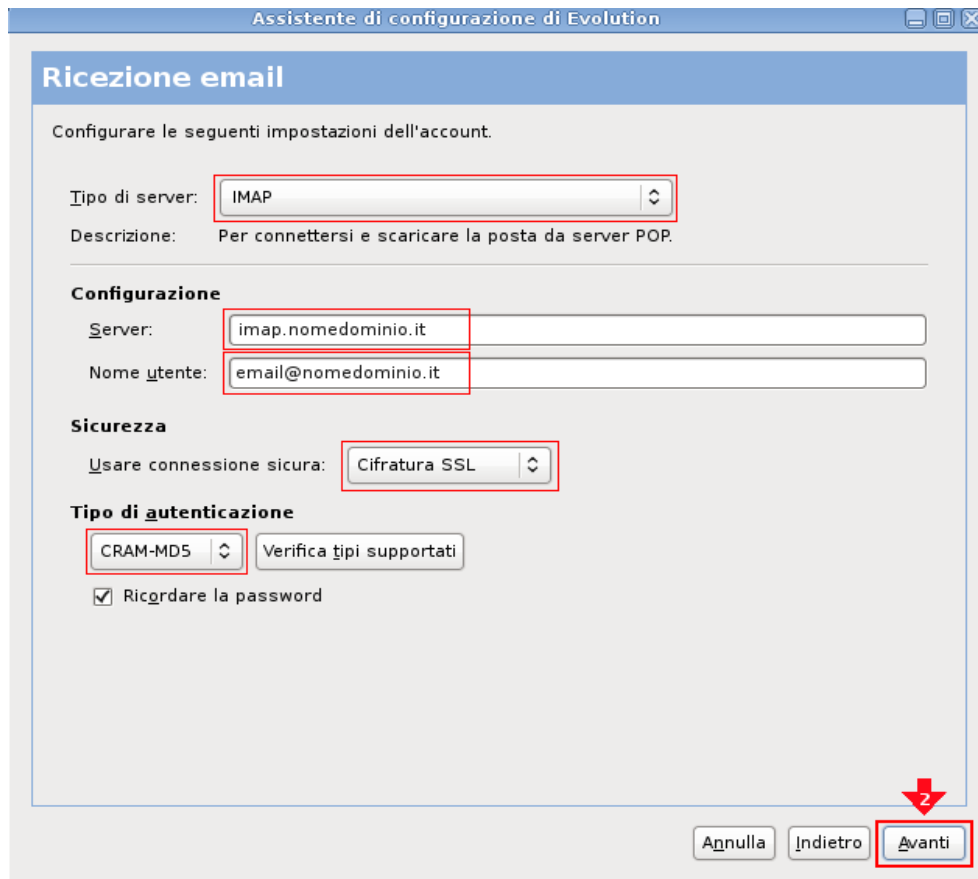 Assistente di configurazione di Evolution
Ricezione email
Configurare le seguenti impostazioni dell'account.
Tipo di server: IMAP
Descrizione: Per connettersi e scaricare la posta da server POP.
Configurazione
Server: imap.nomedominio.it
Nome utente: email@nomedominio.it
Sicurezza
Usare connessione sicura: Cifratura SSL
Tipo di autenticazione
CRAM-MD5 Verifica tipi supportati
Ricordare la password
2
Annulla Indietro Avanti